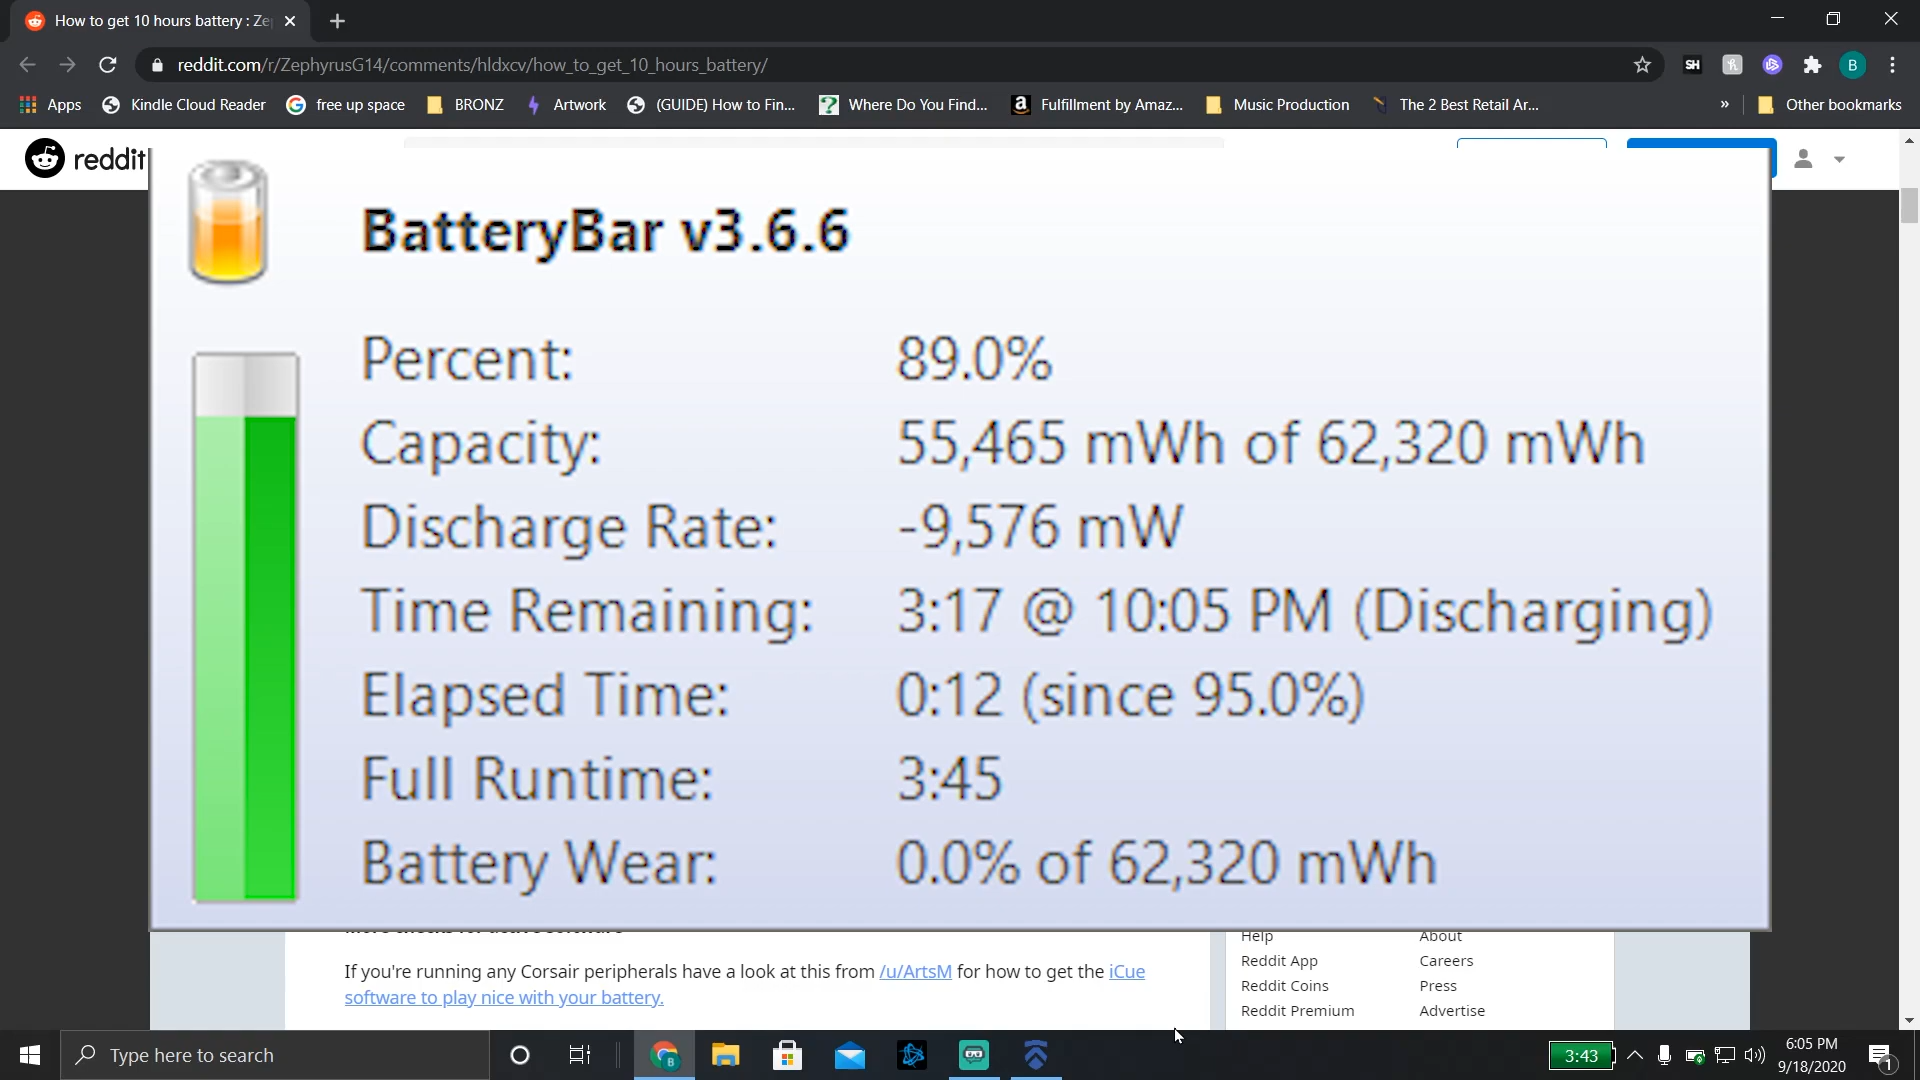 How to get 10 hours battery : Ze
reddit.com/r/ZephyrusG14/comments/hldxcv/how_to_get_10_hours_battery/
SH
B
Apps
Kindle Cloud Reader
free up space
BRONZ
Artwork
(GUIDE) How to Fin...
Where Do You Find...
Fulfillment by Amaz...
Music Production
The 2 Best Retail Ar...
»
Other bookmarks
reddit
BatteryBar v3.6.6
Percent: 89.0%
Capacity: 55,465 mWh of 62,320 mWh
Discharge Rate: -9,576 mW
Time Remaining: 3:17 @ 10:05 PM (Discharging)
Elapsed Time: 0:12 (since 95.0%)
Full Runtime: 3:45
Battery Wear: 0.0% of 62,320 mWh
If you're running any Corsair peripherals have a look at this from /u/ArtsM for how to get the iCue
software to play nice with your battery.
Help About
Reddit App Careers
Reddit Coins Press
Reddit Premium Advertise
Type here to search
3:43
6:05 PM
9/18/2020
1